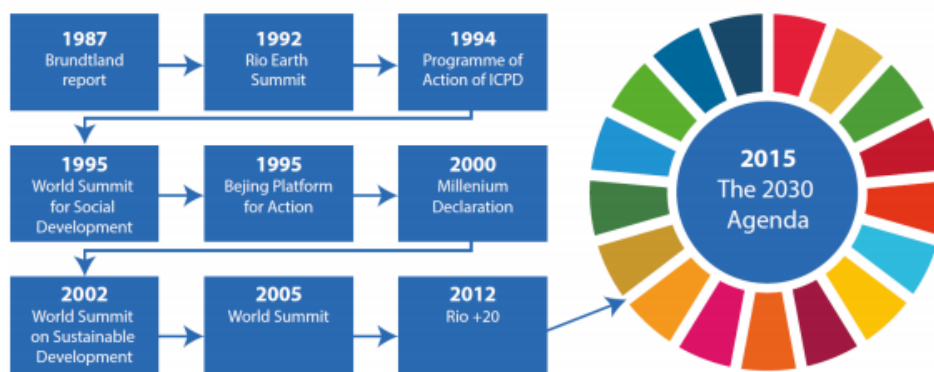 1987
Brundtland
report
1992
Rio Earth
Summit
1994
Programme of
Action of ICPD
1995
World Summit
for Social
Development
1995
Bejing Platform
for Action
2000
Millenium
Declaration
2002
World Summit
on Sustainable
Development
2005
World Summit
2012
Rio +20
2015
The 2030
Agenda